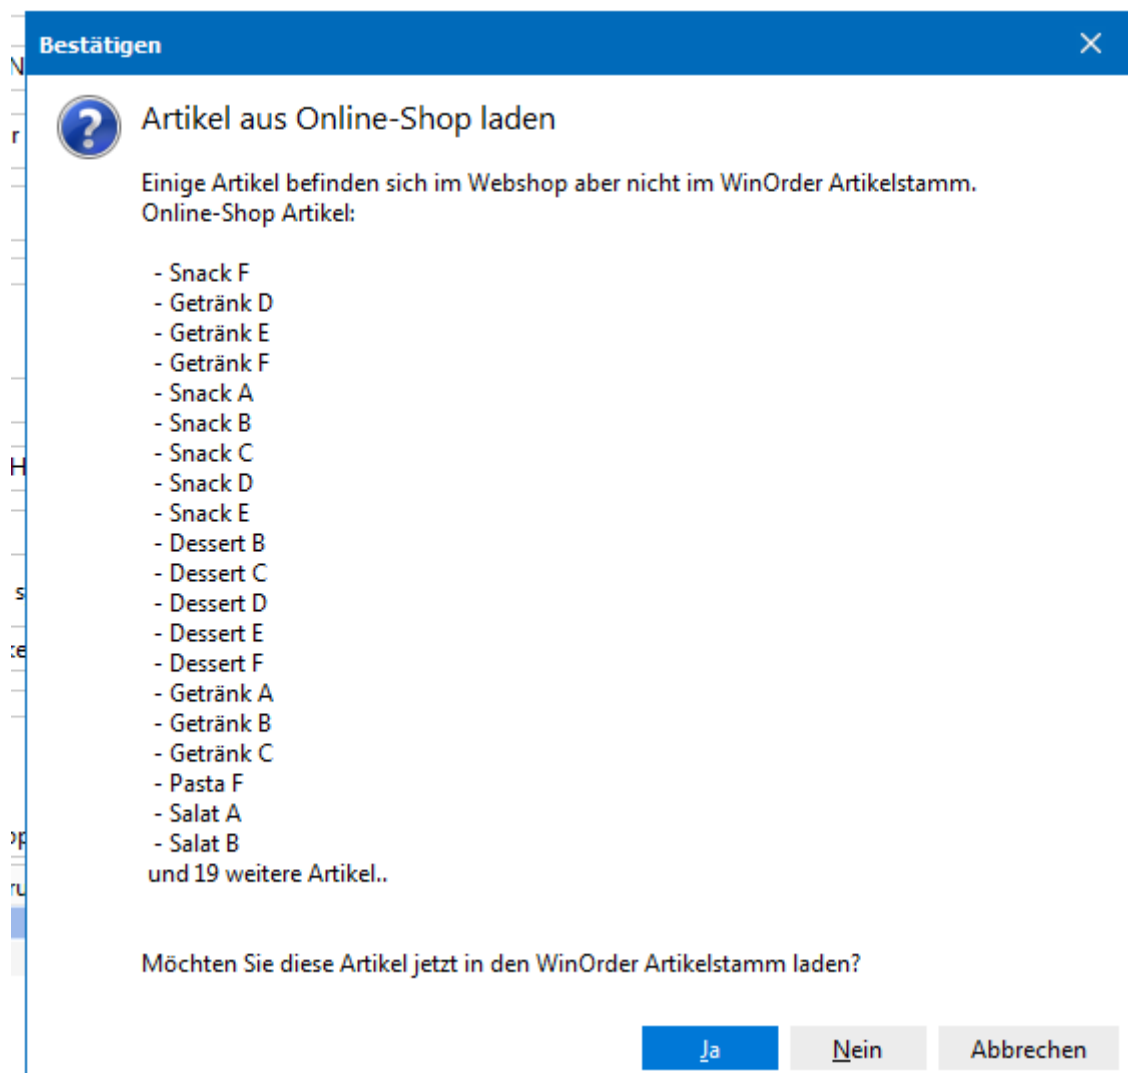 Bestätigen
Artikel aus Online-Shop laden
Einige Artikel befinden sich im Webshop aber nicht im WinOrder Artikelstamm.
Online-Shop Artikel:
- Snack F
- Getränk D
- Getränk E
- Getränk F
- Snack A
- Snack B
- Snack C
- Snack D
- Snack E
- Dessert B
- Dessert C
- Dessert D
- Dessert E
- Dessert F
- Getränk A
- Getränk B
- Getränk C
- Pasta F
- Salat A
- Salat B
und 19 weitere Artikel..
Möchten Sie diese Artikel jetzt in den WinOrder Artikelstamm laden?
Ja
Nein
Abbrechen